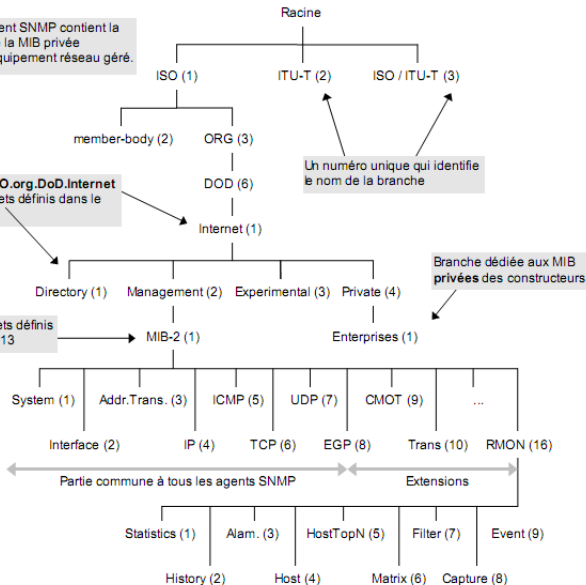 Racine
ent SNMP contient la
la MIB privée
quipement réseau géré.
ISO (1)
ITU-T (2)
ISO / ITU-T (3)
member-body (2)
ORG (3)
Un numéro unique qui identifie
le nom de la branche
DOD (6)
O.org.DoD.Internet
ets définis dans le
Internet (1)
Branche dédiée aux MIB
privées des constructeurs
Directory (1)
Management (2)
Experimental (3)
Private (4)
ets définis
13
MIB-2 (1)
Enterprises (1)
System (1)
Addr.Trans. (3)
ICMP (5)
UDP (7)
CMOT (9)
...
Interface (2)
IP (4)
TCP (6)
EGP (8)
Trans (10)
RMON (16)
Partie commune à tous les agents SNMP
Extensions
Statistics (1)
Alam. (3)
HostTopN (5)
Filter (7)
Event (9)
History (2)
Host (4)
Matrix (6)
Capture (8)